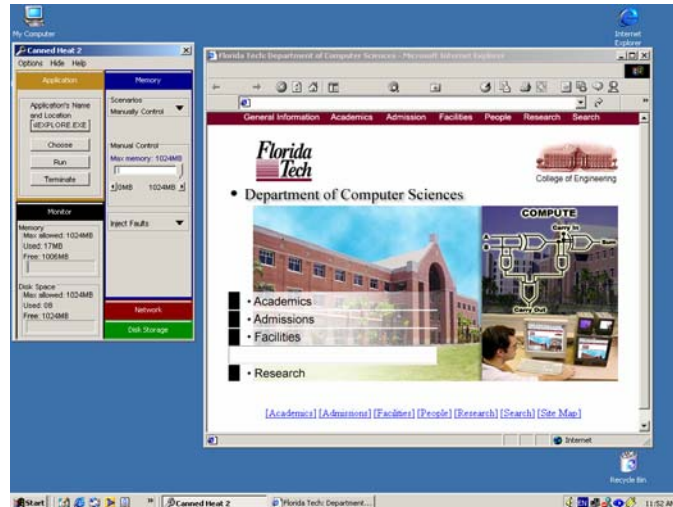 My Computer
Internet
Explorer
Canned Heat 2
Options Hide Help
Application
Application's Name
and Location
IEXPLORE.EXE
Choose
Run
Terminate
Memory
Scenarios
Manually Control
Manual Control
Max memory: 1024MB
0MB 1024MB
Inject Faults
Network
Disk Storage
Monitor
Memory
Max allowed: 1024MB
Used: 17MB
Free: 1006MB
Disk Space
Max allowed: 1024MB
Used: 0B
Free: 1024MB
Florida Tech: Department of Computer Sciences - Microsoft Internet Explorer
General Information Academics Admission Facilities People Research Search
Florida
Tech
College of Engineering
• Department of Computer Sciences
COMPUTE
A
B
Carry In
Sum
Carry Out
• Academics
• Admissions
• Facilities
• Research
[Academics] [Admissions] [Facilities] [People] [Research] [Search] [Site Map]
Internet
Recycle Bin
Start
Canned Heat 2
Florida Tech: Department...
EN
11:52 AM